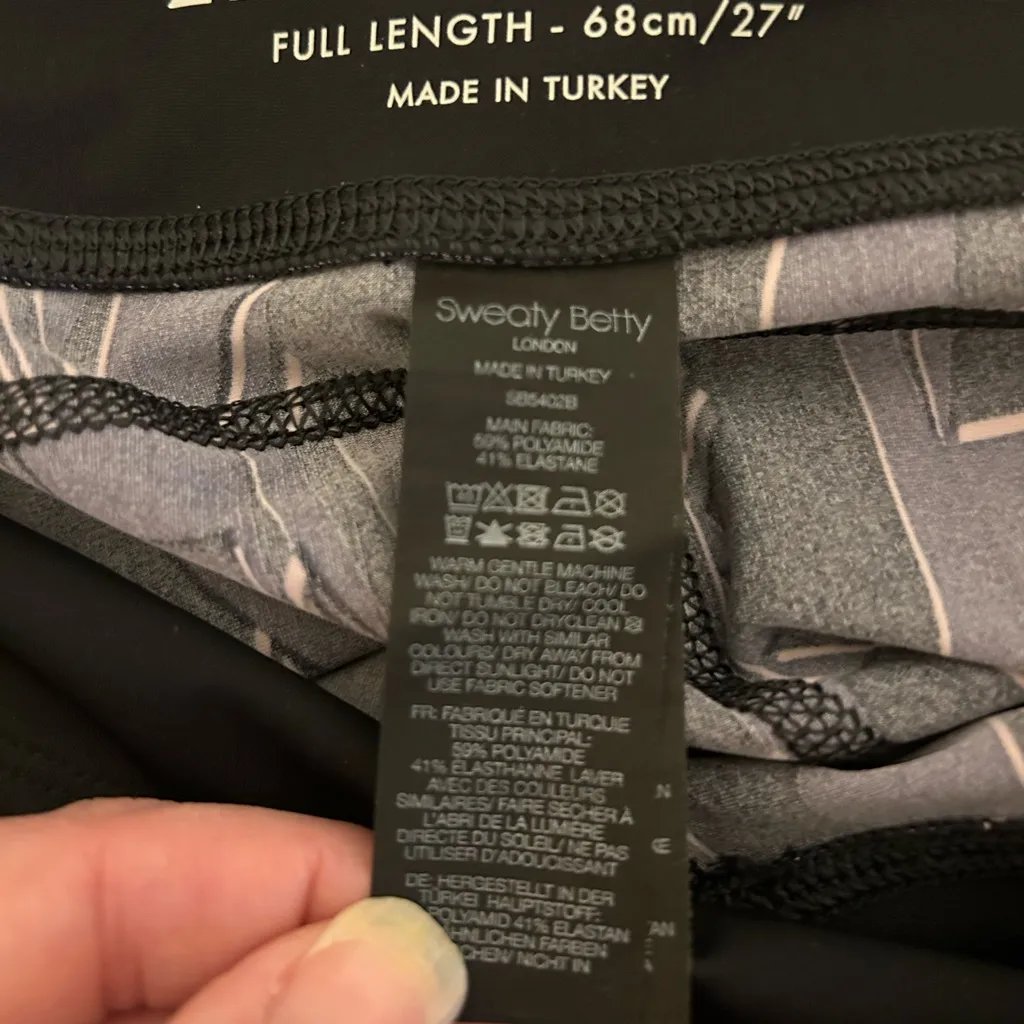 FULL LENGTH - 68cm/27"
MADE IN TURKEY
Sweaty Betty
LONDON
MADE IN TURKEY
SB5402B
MAIN FABRIC:
59% POLYAMIDE
41% ELASTANE
WARM GENTLE MACHINE
WASH/ DO NOT BLEACH/ DO
NOT TUMBLE DRY/ COOL
IRON/ DO NOT DRYCLEAN
WASH WITH SIMILAR
COLOURS/ DRY AWAY FROM
DIRECT SUNLIGHT/ DO NOT
USE FABRIC SOFTENER
FR: FABRIQUÉ EN TURQUIE
TISSU PRINCIPAL:
59% POLYAMIDE
41% ELASTHANNE LAVER
AVEC DES COULEURS
SIMILAIRES/ FAIRE SÉCHER À
L'ABRI DE LA LUMIÈRE
DIRECTE DU SOLEIL/ NE PAS
UTILISER D'ADOUCISSANT
DE: HERGESTELLT IN DER
TÜRKEI HAUPTSTOFF:
POLYAMID 41% ELASTAN
ÄHNLICHEN FARBEN
NICHT IN